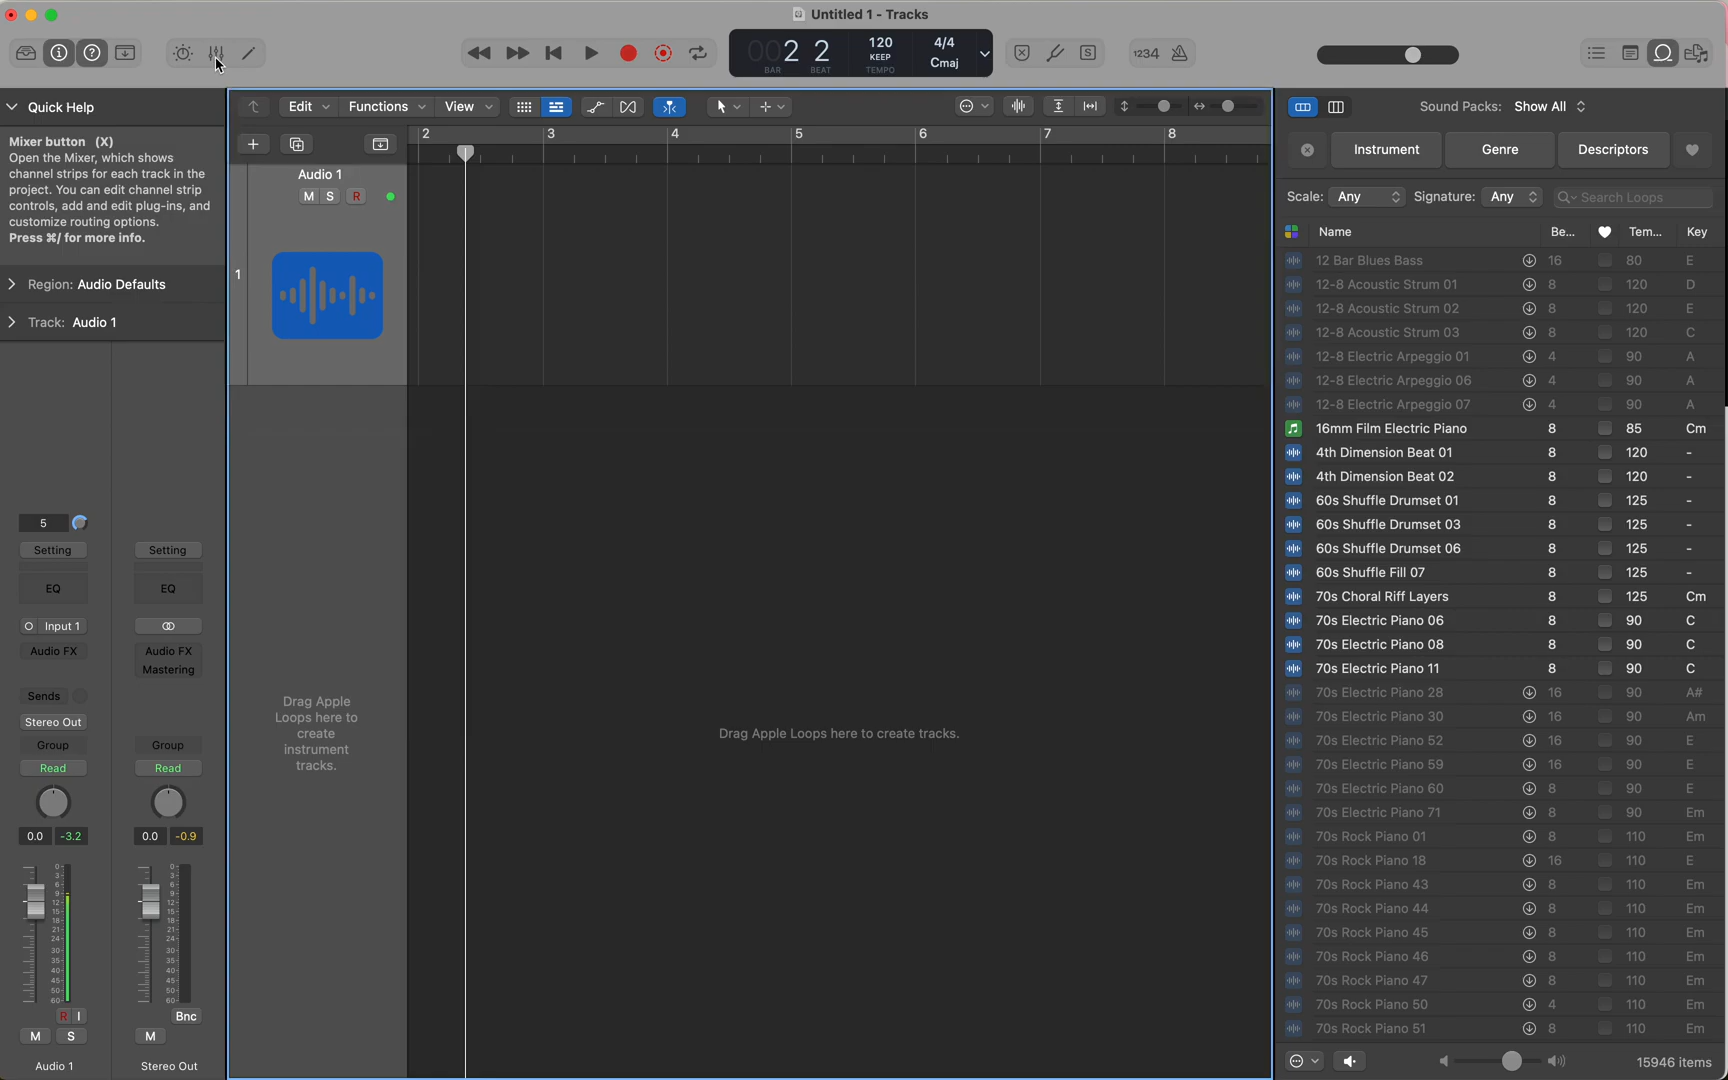 Untitled 1 - Tracks
002 2
BAR BEAT
120
KEEP
TEMPO
4/4
Cmaj
S
1234
Quick Help
Mixer button (X)
Open the Mixer, which shows
channel strips for each track in the
project. You can edit channel strip
controls, add and edit plug-ins, and
customize routing options.
Press ⌘/ for more info.
Region: Audio Defaults
Track: Audio 1
5
Setting Setting
EQ EQ
Input 1
Audio FX Audio FX
Mastering
Sends
Stereo Out
Group Group
Read Read
0.0 -3.2 0.0 -0.9
R I Bnc
M S M
Audio 1 Stereo Out
Edit Functions View
2 3 4 5 6 7 8
Audio 1
M S R
1
Drag Apple
Loops here to
create
instrument
tracks.
Drag Apple Loops here to create tracks.
Sound Packs: Show All
Instrument Genre Descriptors
Scale: Any Signature: Any Search Loops
Name Be... Tem... Key
12 Bar Blues Bass 16 80 E
12-8 Acoustic Strum 01 8 120 D
12-8 Acoustic Strum 02 8 120 E
12-8 Acoustic Strum 03 8 120 C
12-8 Electric Arpeggio 01 4 90 A
12-8 Electric Arpeggio 06 4 90 A
12-8 Electric Arpeggio 07 4 90 A
16mm Film Electric Piano 8 85 Cm
4th Dimension Beat 01 8 120 -
4th Dimension Beat 02 8 120 -
60s Shuffle Drumset 01 8 125 -
60s Shuffle Drumset 03 8 125 -
60s Shuffle Drumset 06 8 125 -
60s Shuffle Fill 07 8 125 -
70s Choral Riff Layers 8 125 Cm
70s Electric Piano 06 8 90 C
70s Electric Piano 08 8 90 C
70s Electric Piano 11 8 90 C
70s Electric Piano 28 16 90 A#
70s Electric Piano 30 16 90 Am
70s Electric Piano 52 16 90 E
70s Electric Piano 59 16 90 E
70s Electric Piano 60 8 90 E
70s Electric Piano 71 8 90 Em
70s Rock Piano 01 8 110 Em
70s Rock Piano 18 16 110 E
70s Rock Piano 43 8 110 Em
70s Rock Piano 44 8 110 Em
70s Rock Piano 45 8 110 Em
70s Rock Piano 46 8 110 Em
70s Rock Piano 47 8 110 Em
70s Rock Piano 50 4 110 Em
70s Rock Piano 51 8 110 Em
15946 items